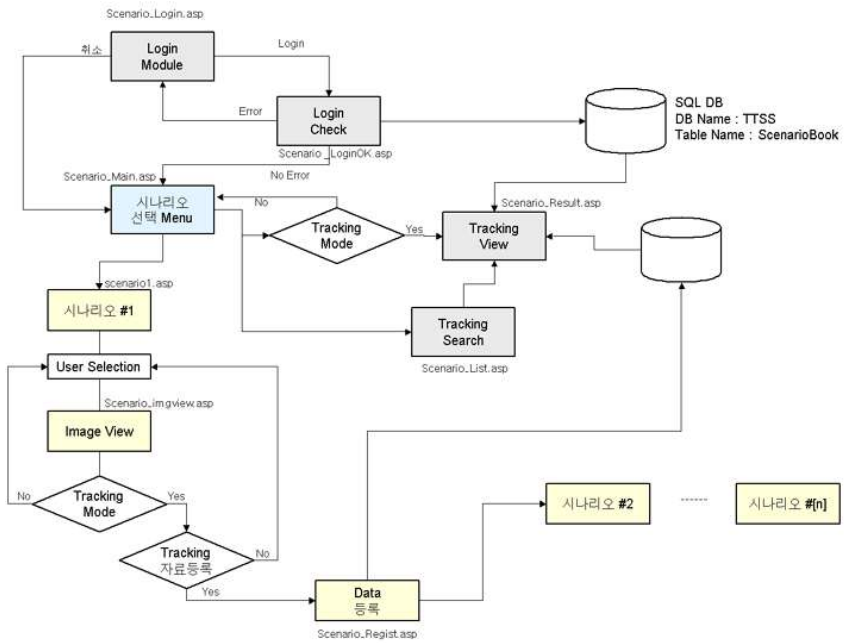 Scenario_Login.asp
취소
Login
Module
Login
Error
Login
Check
SQL DB
DB Name : TTSS
Table Name : ScenarioBook
Scenario_LoginOK.asp
No Error
Scenario_Main.asp
시나리오
선택 Menu
No
Tracking
Mode
Yes
Scenario_Result.asp
Tracking
View
scenario1.asp
시나리오 #1
Tracking
Search
Scenario_List.asp
User Selection
Scenario_imgview.asp
Image View
No
Tracking
Mode
Yes
시나리오 #2
······
시나리오 #[n]
Tracking
자료등록
No
Yes
Data
등록
Scenario_Regist.asp